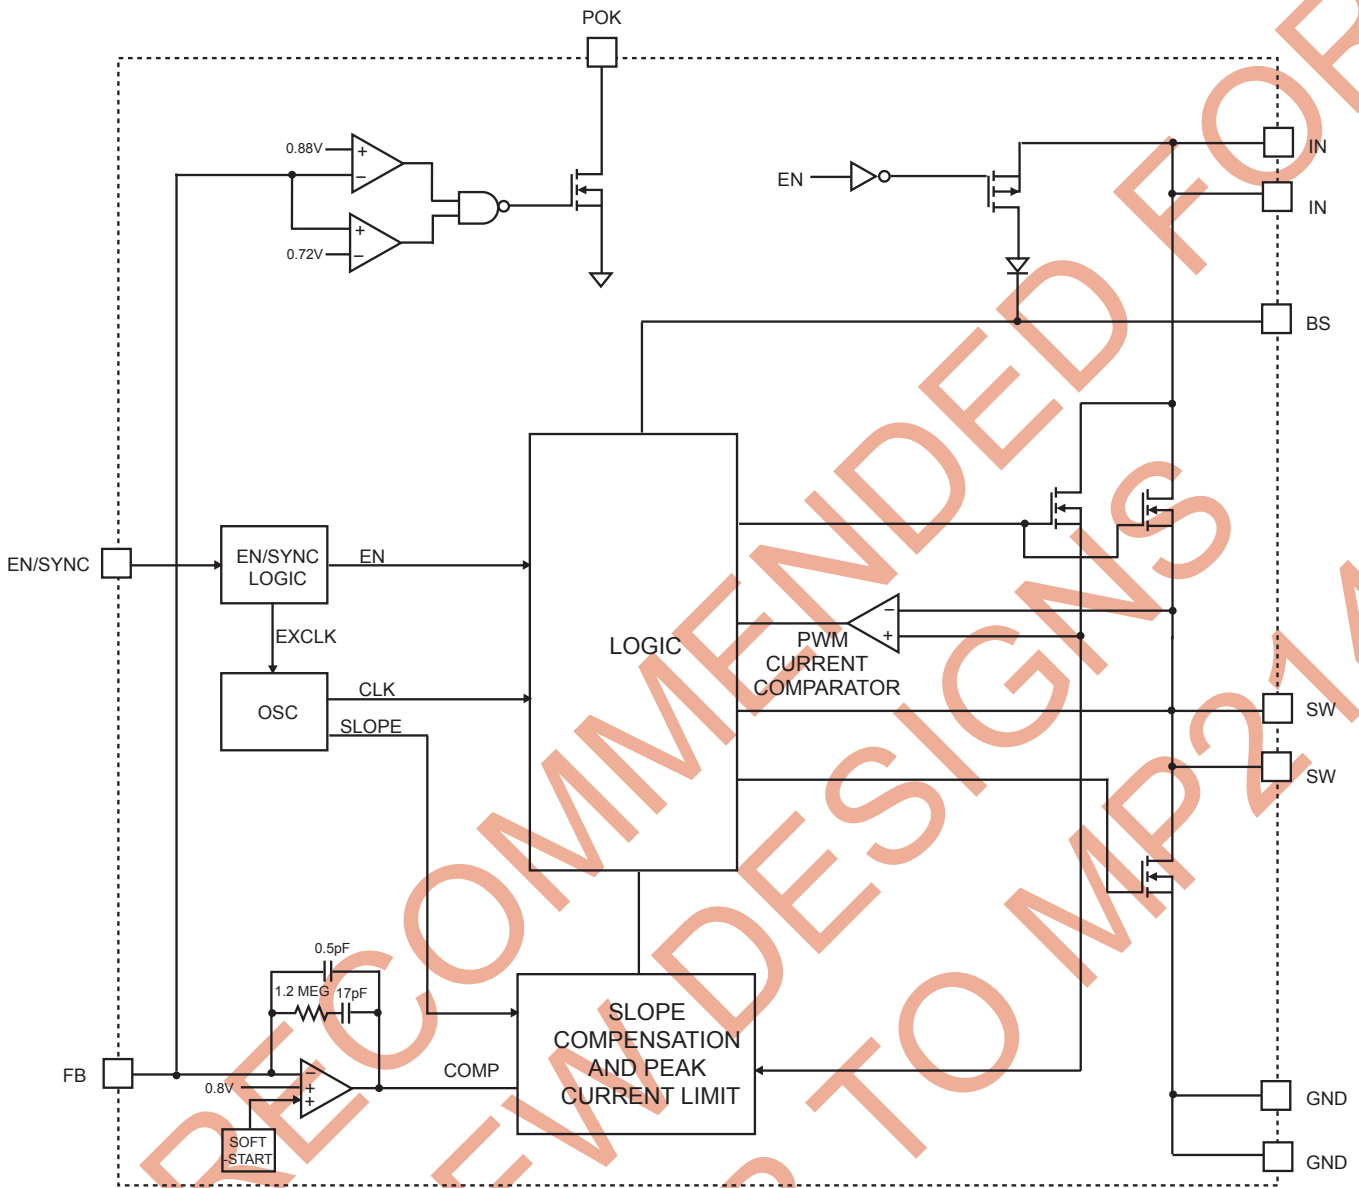 POK
0.88V
0.72V
EN
IN
IN
BS
EN/SYNC
EN/SYNC
LOGIC
EN
EXCLK
OSC
CLK
SLOPE
LOGIC
PWM
CURRENT
COMPARATOR
SW
SW
0.5pF
1.2 MEG
17pF
FB
0.8V
SOFT
-START
COMP
SLOPE
COMPENSATION
AND PEAK
CURRENT LIMIT
GND
GND
RECOMMENDED FOR
EW DESIGNS
R TO MP214